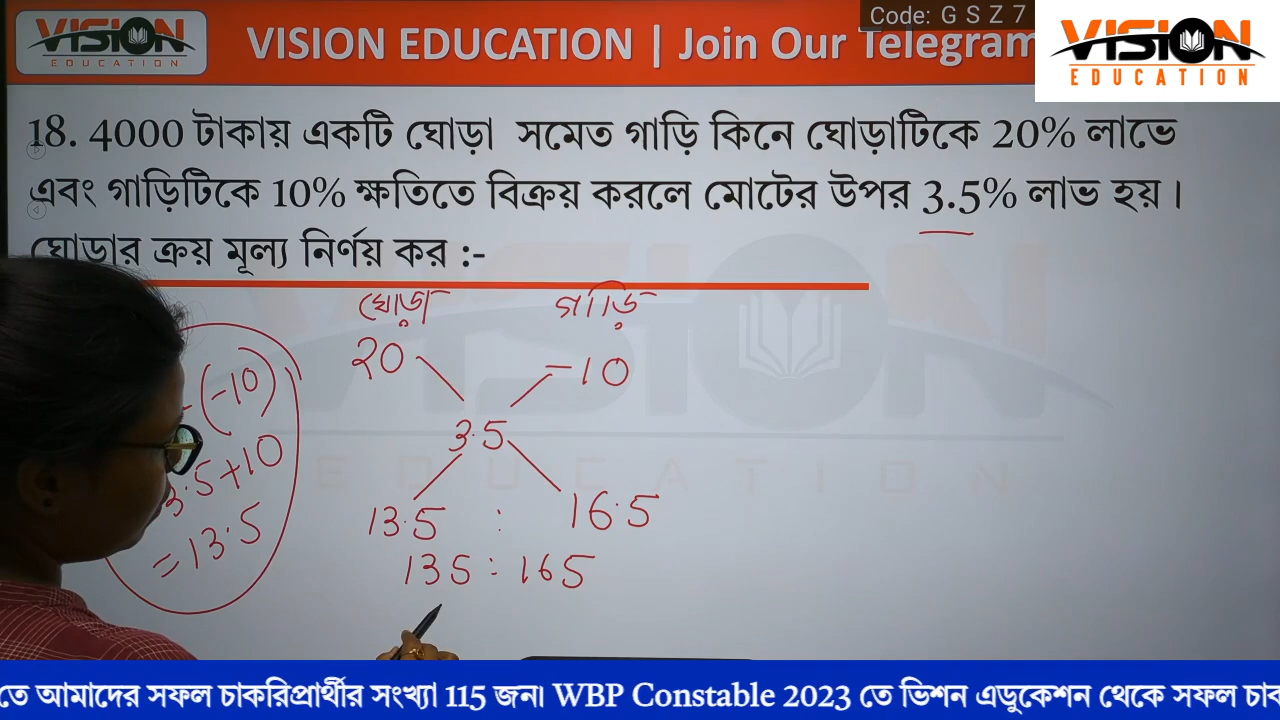 VISION
EDUCATION
VISION EDUCATION | Join Our Telegram
Code: G S Z 7
VISION
EDUCATION
18. 4000 টাকায় একটি ঘোড়া সমেত গাড়ি কিনে ঘোড়াটিকে 20% লাভে
এবং গাড়িটিকে 10% ক্ষতিতে বিক্রয় করলে মোটের উপর 3.5% লাভ হয়।
ঘোড়ার ক্রয় মূল্য নির্ণয় কর :-
ঘোড়া গাড়ি
20 -10
3.5
13.5 : 16.5
135 : 165
- (-10)
3.5+10
= 13.5
VISION
EDUCATION
তে আমাদের সফল চাকরিপ্রার্থীর সংখ্যা 115 জন। WBP Constable 2023 তে ভিশন এডুকেশন থেকে সফল